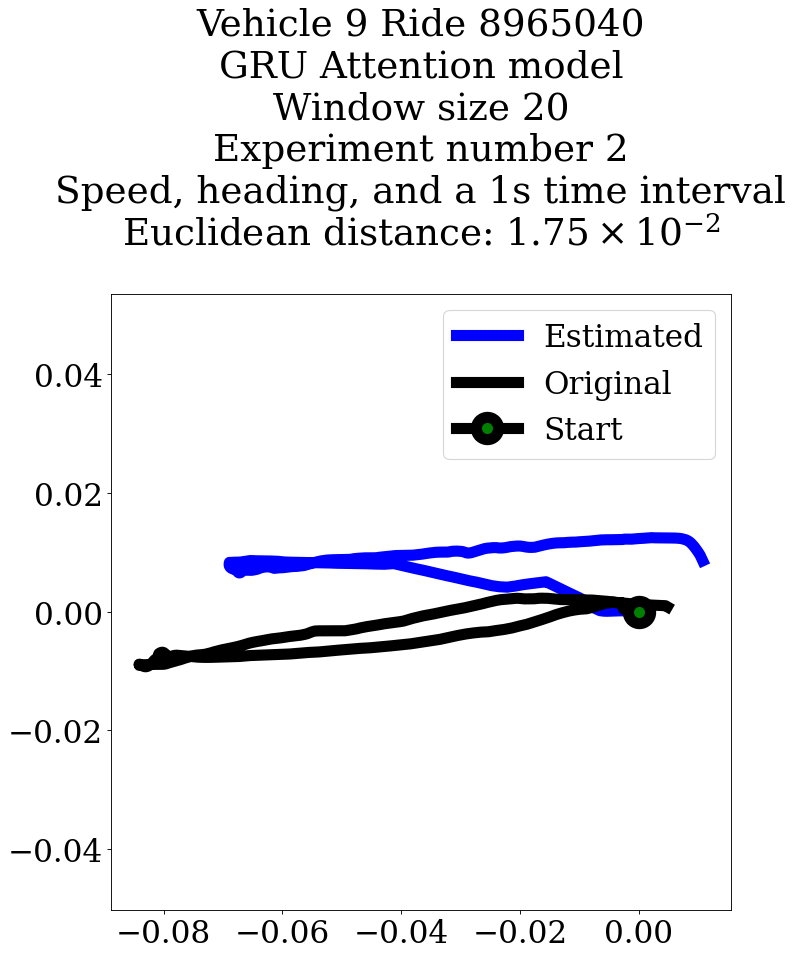 Vehicle 9 Ride 8965040
GRU Attention model
Window size 20
Experiment number 2
Speed, heading, and a 1s time interval
Euclidean distance: 1.75 × 10⁻²
Estimated
Original
Start
0.04
0.02
0.00
−0.02
−0.04
−0.08 −0.06 −0.04 −0.02 0.00